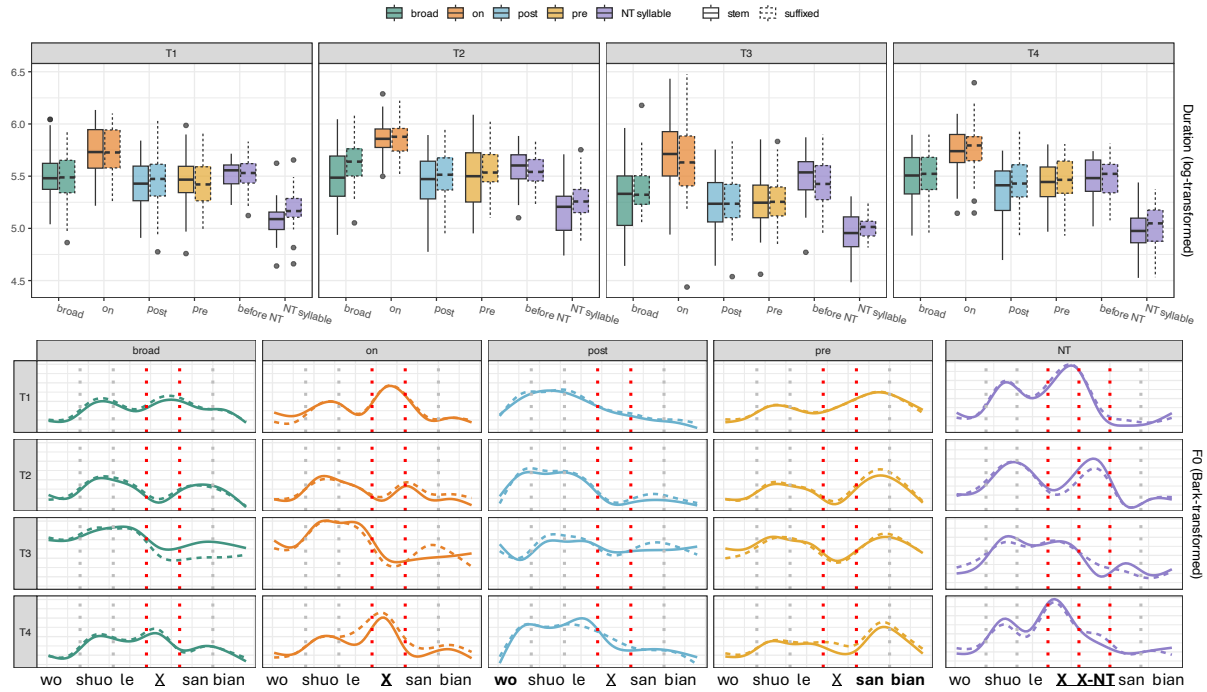 broad on post pre NT syllable stem suffixed
T1 T2 T3 T4
6.5
6.0
5.5
5.0
4.5
Duration (log-transformed)
broad on post pre before NT NT syllable broad on post pre before NT NT syllable broad on post pre before NT NT syllable broad on post pre before NT NT syllable
broad on post pre NT
T1
T2
T3
T4
F0 (Bark-transformed)
wo shuo le X san bian wo shuo le X san bian wo shuo le X san bian wo shuo le X san bian wo shuo le X X-NT san bian